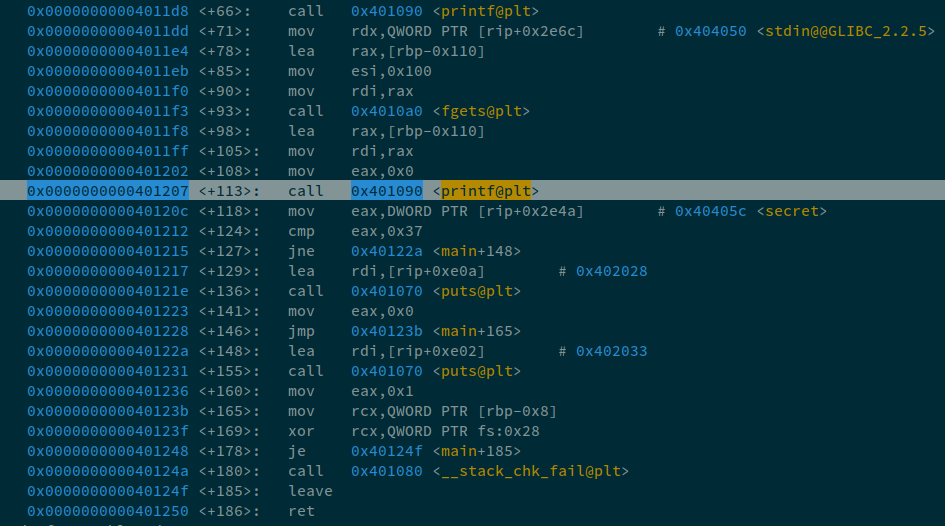 0x00000000004011d8 <+66>: call 0x401090 <printf@plt>
0x00000000004011dd <+71>: mov rdx,QWORD PTR [rip+0x2e6c] # 0x404050 <stdin@@GLIBC_2.2.5>
0x00000000004011e4 <+78>: lea rax,[rbp-0x110]
0x00000000004011eb <+85>: mov esi,0x100
0x00000000004011f0 <+90>: mov rdi,rax
0x00000000004011f3 <+93>: call 0x4010a0 <fgets@plt>
0x00000000004011f8 <+98>: lea rax,[rbp-0x110]
0x00000000004011ff <+105>: mov rdi,rax
0x0000000000401202 <+108>: mov eax,0x0
0x0000000000401207 <+113>: call 0x401090 <printf@plt>
0x000000000040120c <+118>: mov eax,DWORD PTR [rip+0x2e4a] # 0x40405c <secret>
0x0000000000401212 <+124>: cmp eax,0x37
0x0000000000401215 <+127>: jne 0x40122a <main+148>
0x0000000000401217 <+129>: lea rdi,[rip+0xe0a] # 0x402028
0x000000000040121e <+136>: call 0x401070 <puts@plt>
0x0000000000401223 <+141>: mov eax,0x0
0x0000000000401228 <+146>: jmp 0x40123b <main+165>
0x000000000040122a <+148>: lea rdi,[rip+0xe02] # 0x402033
0x0000000000401231 <+155>: call 0x401070 <puts@plt>
0x0000000000401236 <+160>: mov eax,0x1
0x000000000040123b <+165>: mov rcx,QWORD PTR [rbp-0x8]
0x000000000040123f <+169>: xor rcx,QWORD PTR fs:0x28
0x0000000000401248 <+178>: je 0x40124f <main+185>
0x000000000040124a <+180>: call 0x401080 <__stack_chk_fail@plt>
0x000000000040124f <+185>: leave
0x0000000000401250 <+186>: ret